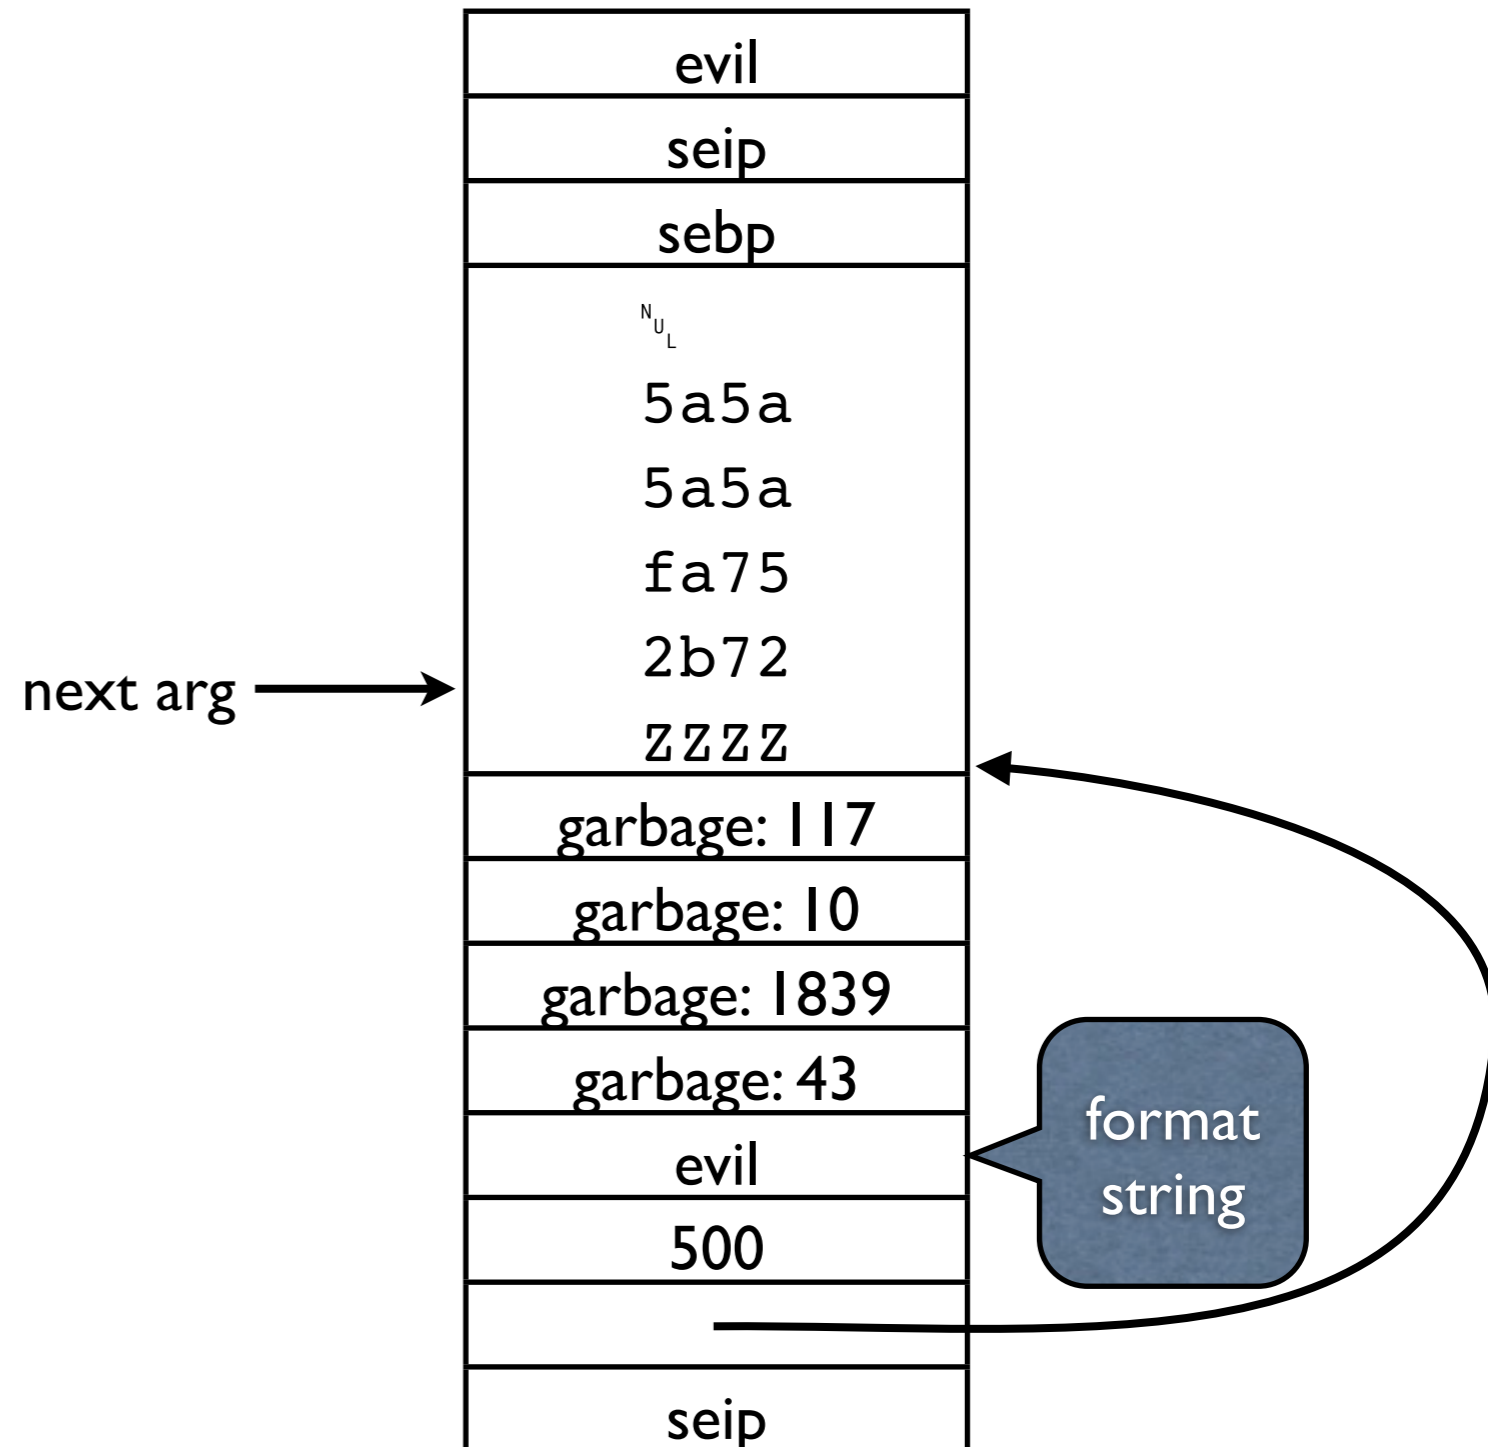 evil
seip
sebp
NUL
5a5a
5a5a
fa75
2b72
next arg
ZZZZ
garbage: 117
garbage: 10
garbage: 1839
garbage: 43
evil
format
string
500
seip